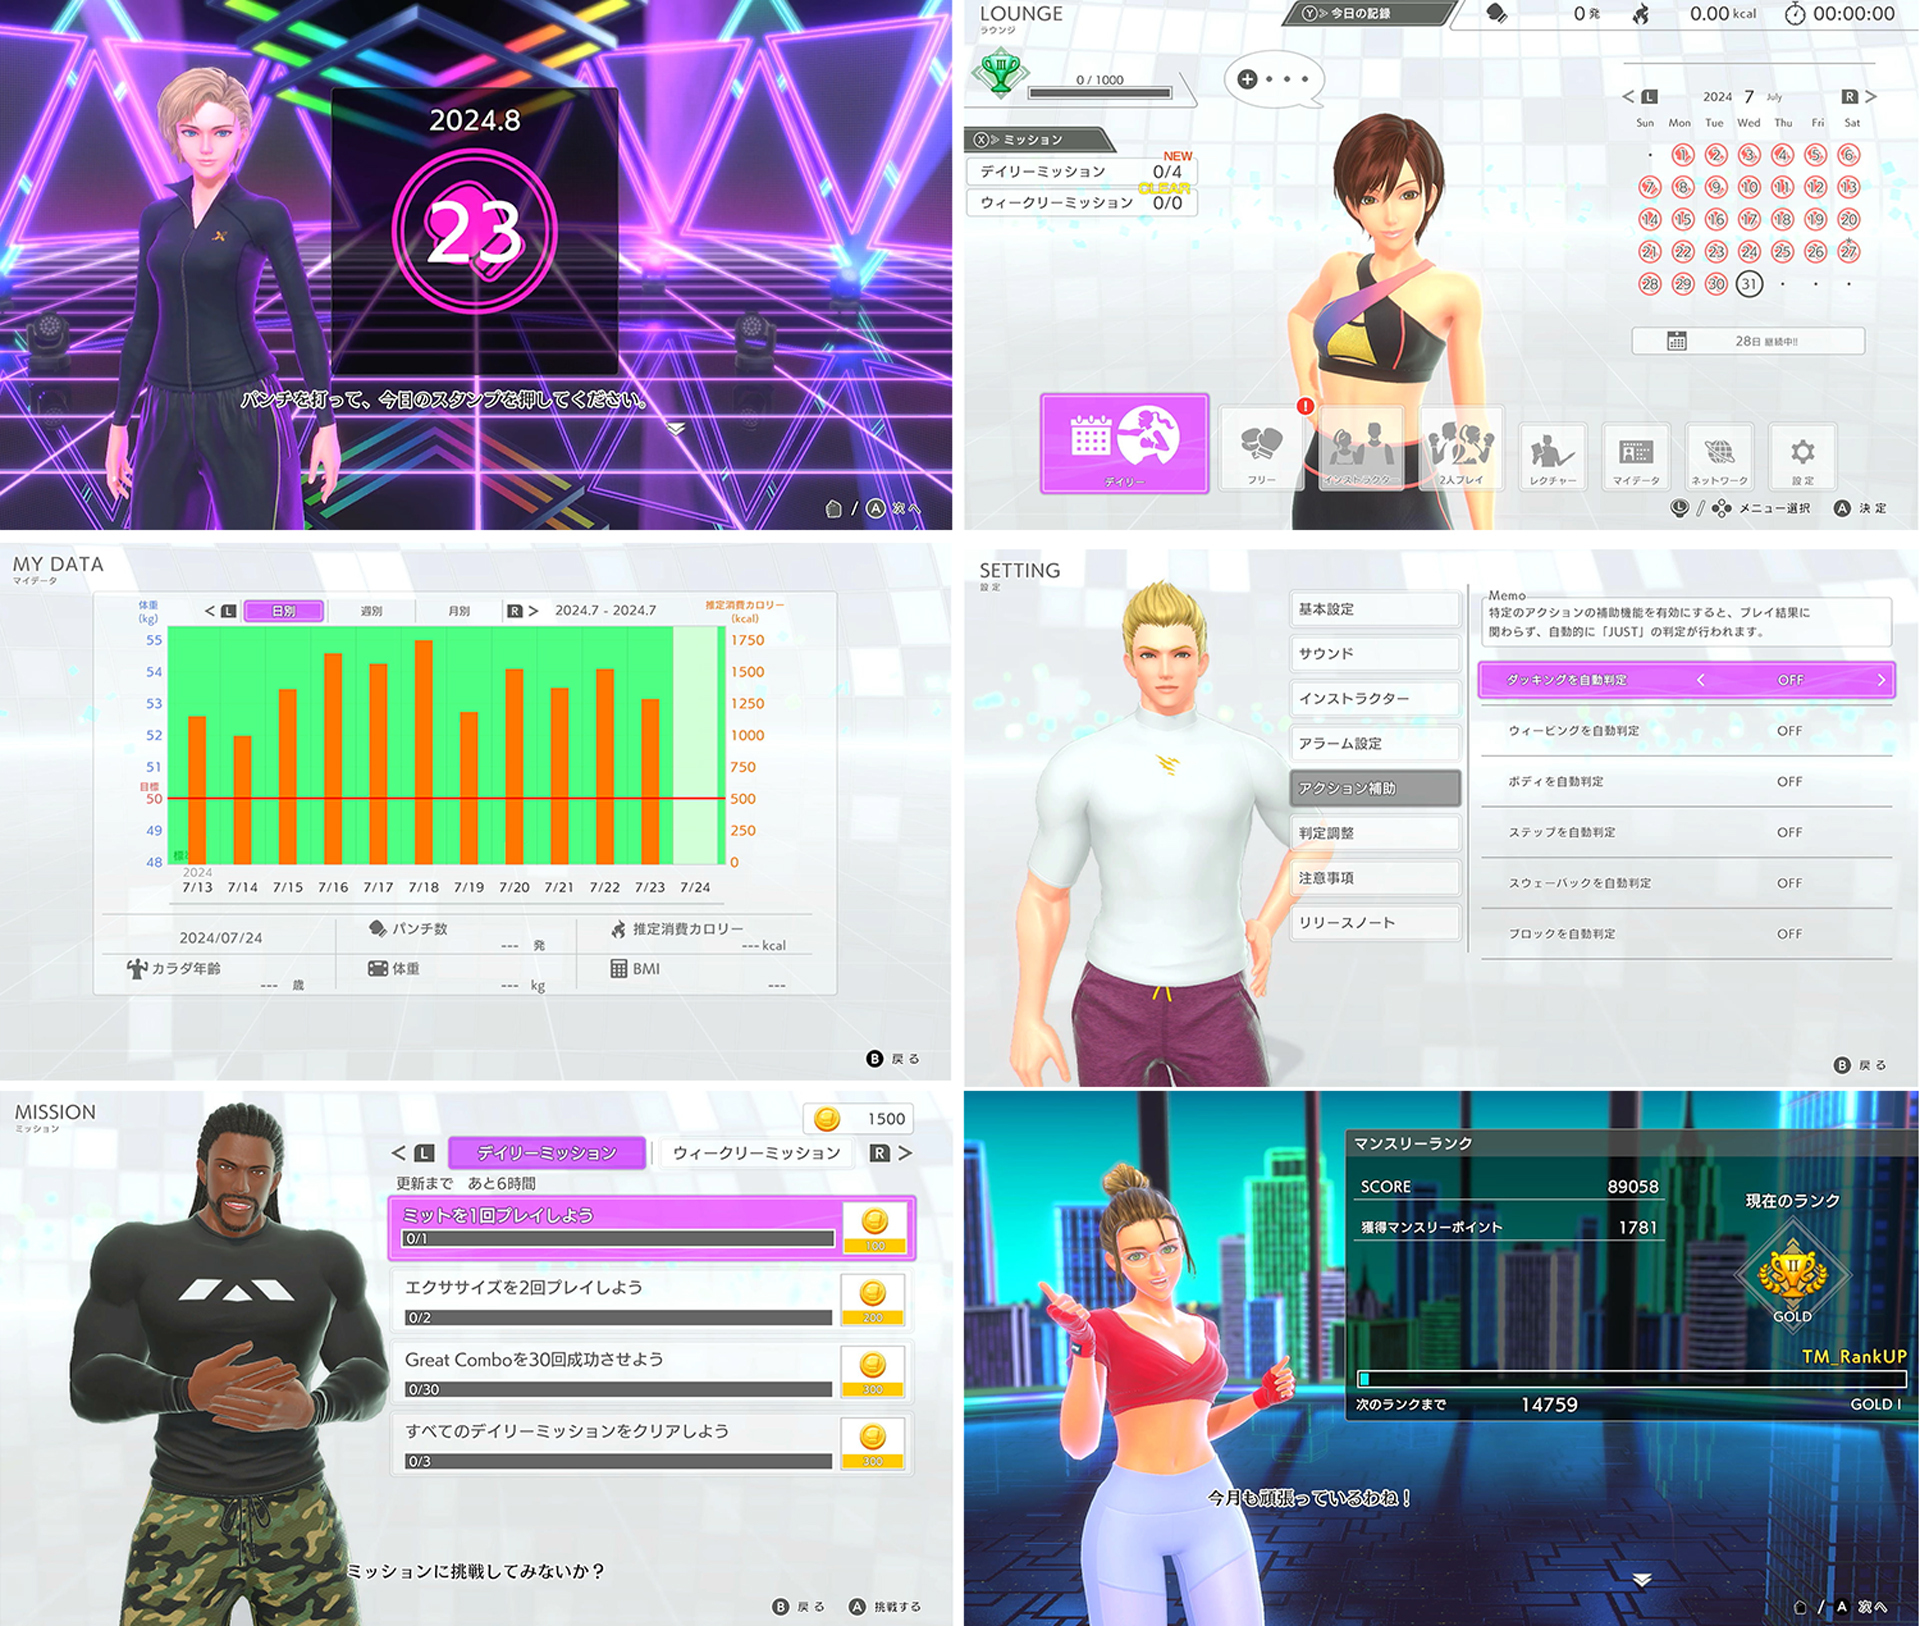 2024.8
23
パンチを打って、今日のスタンプを押してください。
/ A 次へ
LOUNGE
ラウンジ
Y 今日の記録
0 発
0.00 kcal
00:00:00
III
0 / 1000
X ミッション
NEW
デイリーミッション 0/4
CLEAR
ウィークリーミッション 0/0
< L 2024 7 July R >
Sun Mon Tue Wed Thu Fri Sat
1 2 3 4 5 6
7 8 9 10 11 12 13
14 15 16 17 18 19 20
21 22 23 24 25 26 27
28 29 30 31
28日 継続中!!
デイリー
フリー
インストラクター
2人プレイ
レクチャー
マイデータ
ネットワーク
設定
L / メニュー選択 A 決定
MY DATA
マイデータ
体重
(kg)
< L 日別 週別 月別 R > 2024.7 - 2024.7
推定消費カロリー
(kcal)
55 1750
54 1500
53 1250
52 1000
51 750
目標
50 500
49 250
48 0
2024
7/13 7/14 7/15 7/16 7/17 7/18 7/19 7/20 7/21 7/22 7/23 7/24
2024/07/24
パンチ数
--- 発
推定消費カロリー
--- kcal
カラダ年齢
--- 歳
体重
--- kg
BMI
---
B 戻る
SETTING
設定
基本設定
サウンド
インストラクター
アラーム設定
アクション補助
判定調整
注意事項
リリースノート
Memo
特定のアクションの補助機能を有効にすると、プレイ結果に
関わらず、自動的に「JUST」の判定が行われます。
ダッキングを自動判定 < OFF >
ウィービングを自動判定 OFF
ボディを自動判定 OFF
ステップを自動判定 OFF
スウェーバックを自動判定 OFF
ブロックを自動判定 OFF
B 戻る
MISSION
ミッション
1500
< L デイリーミッション ウィークリーミッション R >
更新まで あと6時間
ミットを1回プレイしよう
0/1
100
エクササイズを2回プレイしよう
0/2
200
Great Comboを30回成功させよう
0/30
300
すべてのデイリーミッションをクリアしよう
0/3
300
ミッションに挑戦してみないか？
B 戻る A 挑戦する
マンスリーランク
SCORE 89058
獲得マンスリーポイント 1781
現在のランク
II
GOLD
TM_RankUP
次のランクまで 14759 GOLD I
今月も頑張っているわね！
/ A 次へ